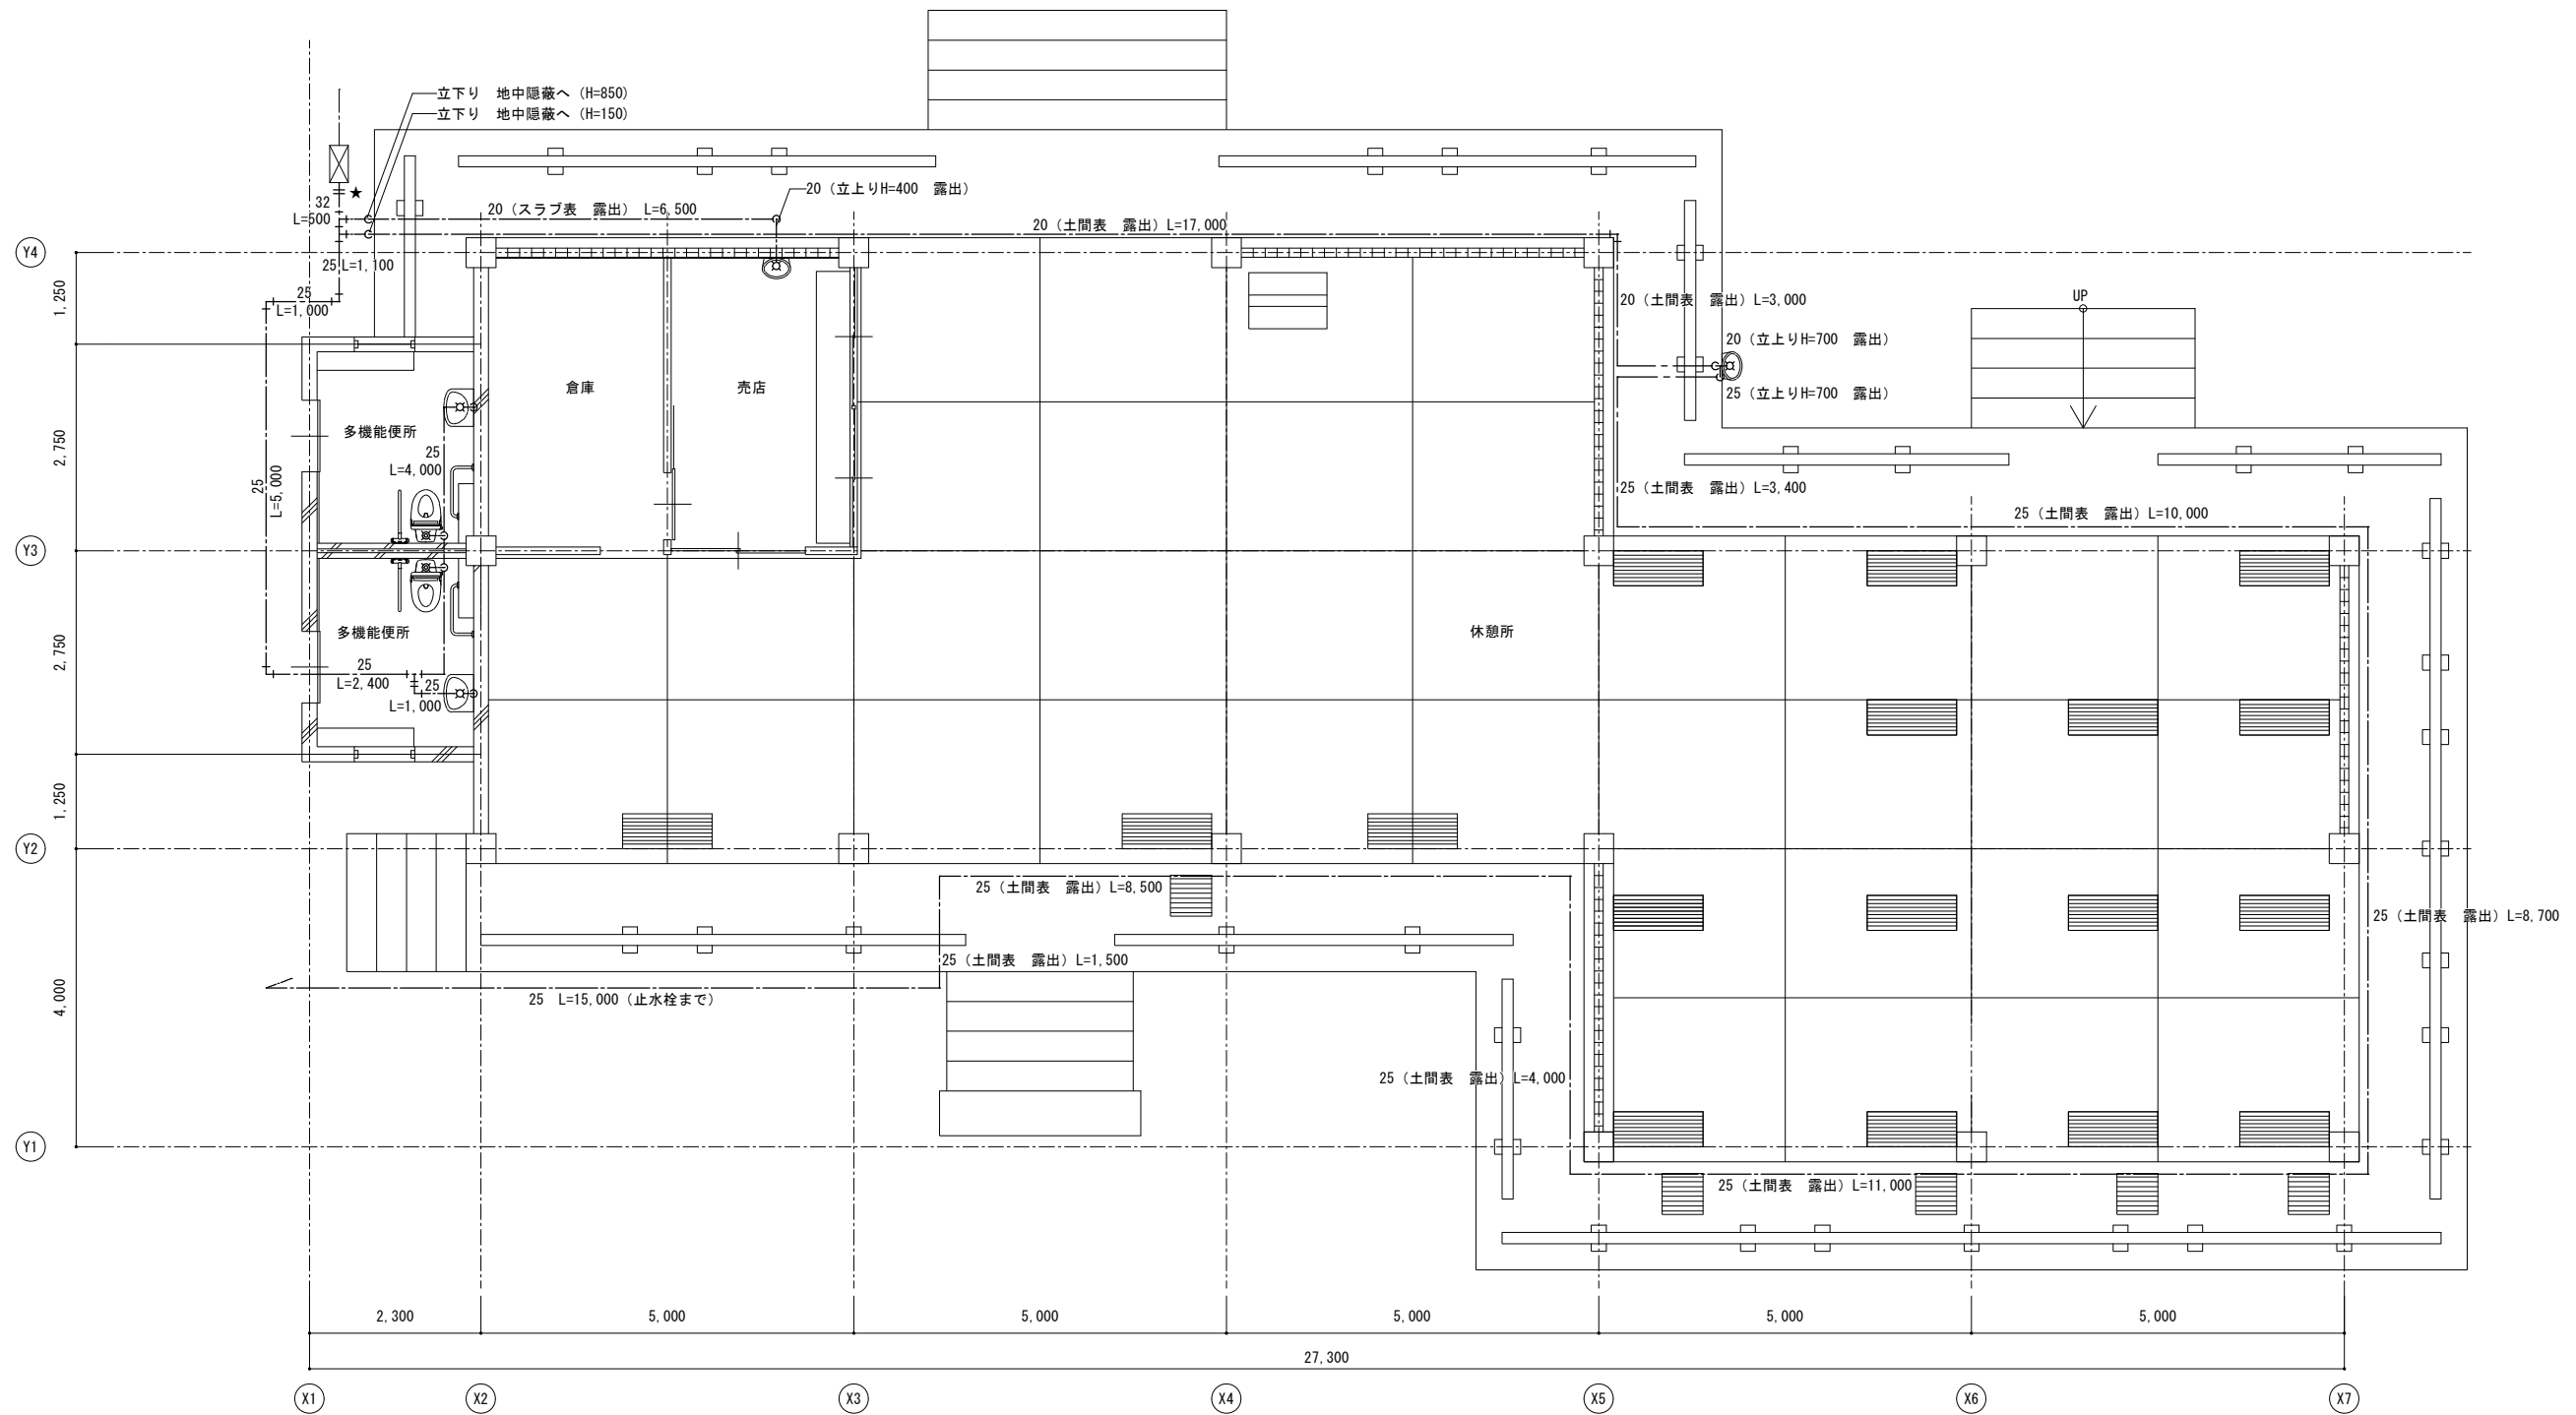 立下り　地中隠蔽へ（H=850）
立下り　地中隠蔽へ（H=150）
★
32
L=500
20（スラブ表　露出） L=6,500
20（立上りH=400　露出）
20（土間表　露出）L=17,000
Y4
25 L=1,100
25
L=1,000
1,250
20（土間表　露出）L=3,000
UP
20（立上りH=700　露出）
25（立上りH=700　露出）
倉庫
売店
多機能便所
2,750
25
L=4,000
25
L=5,000
25（土間表　露出）L=3,400
25（土間表　露出）L=10,000
Y3
多機能便所
休憩所
2,750
25
L=2,400
25
L=1,000
1,250
Y2
25（土間表　露出）L=8,500
25（土間表　露出）L=8,700
25（土間表　露出）L=1,500
4,000
25　L=15,000（止水栓まで）
25（土間表　露出）L=4,000
Y1
25（土間表　露出）L=11,000
2,300
5,000
5,000
5,000
5,000
5,000
27,300
X1
X2
X3
X4
X5
X6
X7